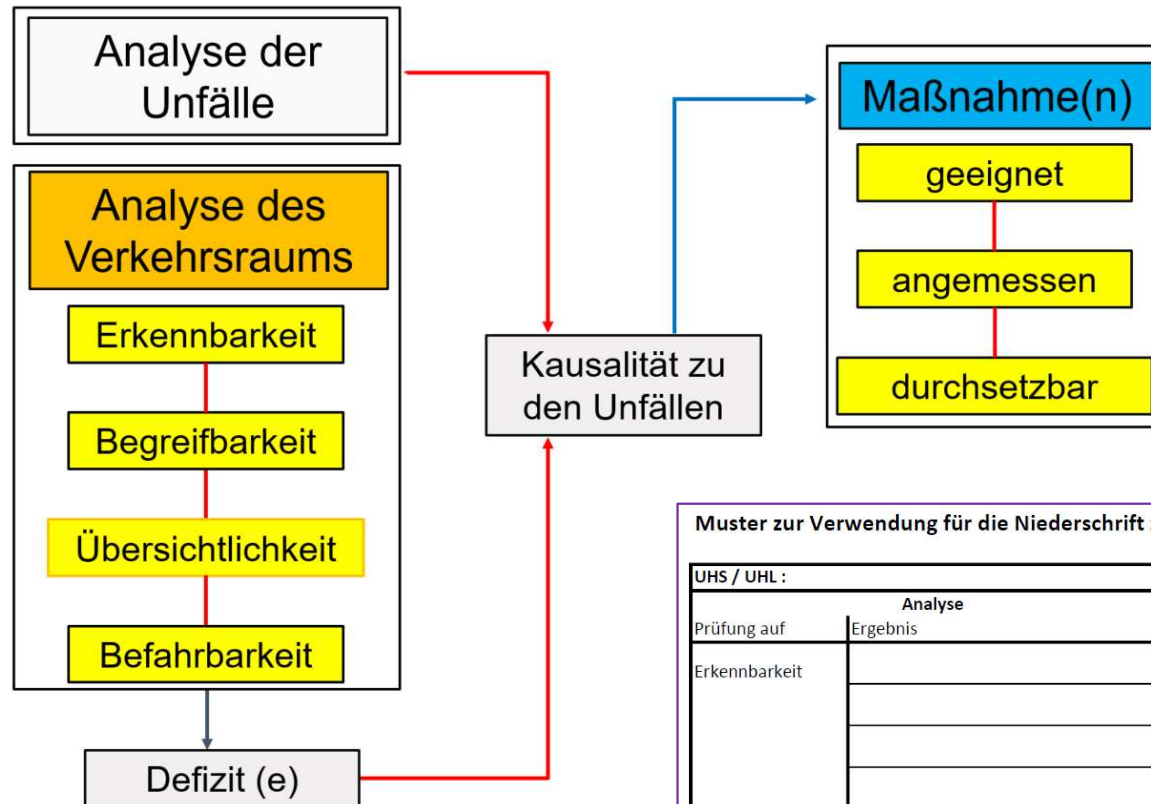 Analyse der
Unfälle
Analyse des
Verkehrsraums
Erkennbarkeit
Begreifbarkeit
Übersichtlichkeit
Befahrbarkeit
Defizit (e)
Kausalität zu
den Unfällen
Maßnahme(n)
geeignet
angemessen
durchsetzbar
Muster zur Verwendung für die Niederschrift
UHS / UHL :
Analyse
Prüfung auf Ergebnis
Erkennbarkeit